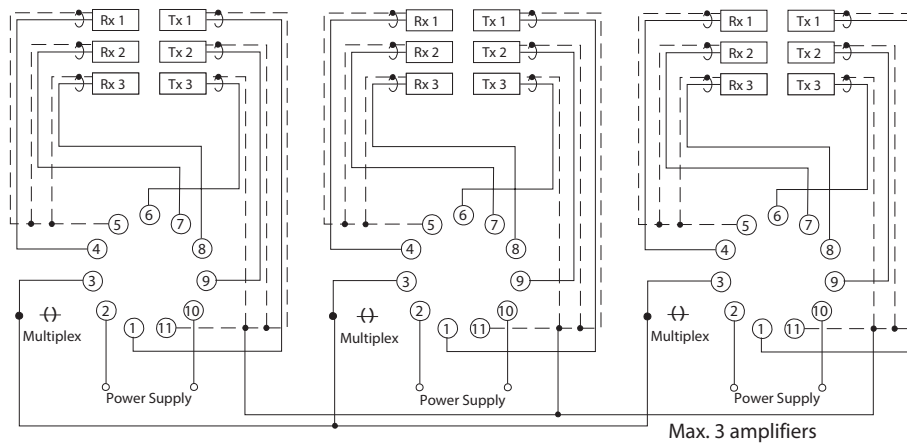 Rx 1 Tx 1 Rx 1 Tx 1 Rx 1 Tx 1
Rx 2 Tx 2 Rx 2 Tx 2 Rx 2 Tx 2
Rx 3 Tx 3 Rx 3 Tx 3 Rx 3 Tx 3
6 6 6
5 7 5 7 5 7
4 8 4 8 4 8
3 9 3 9 3 9
2 10 2 10 2 10
1 11 1 11 1 11
Multiplex Multiplex Multiplex
Power Supply Power Supply Power Supply
Max. 3 amplifiers